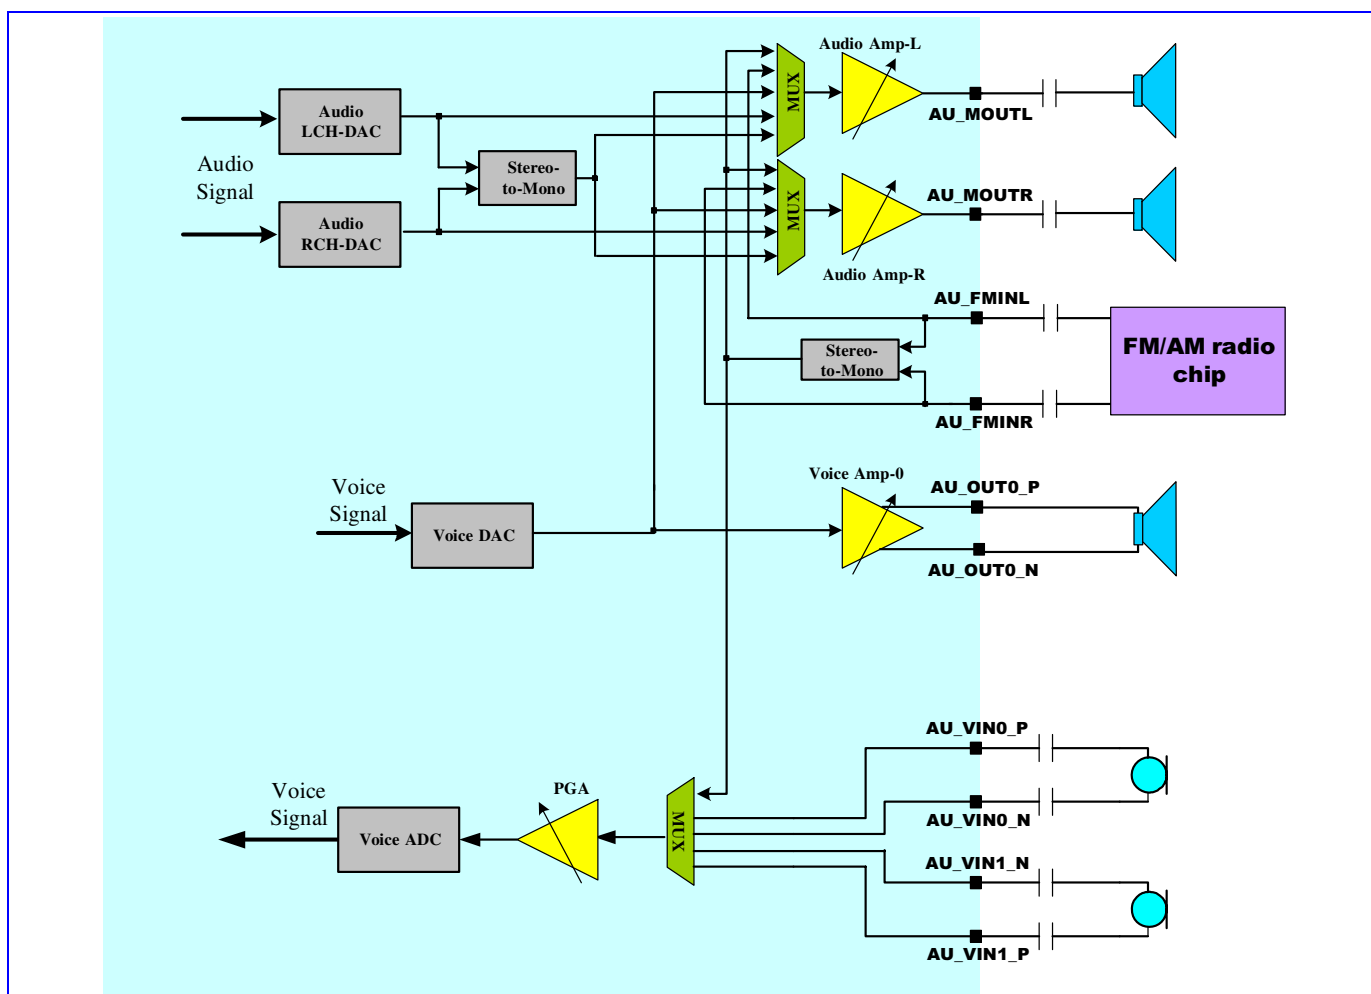 Audio Amp-L
MUX
AU_MOUTL
Audio
LCH-DAC
Audio
Signal
Stereo-
to-Mono
Audio
RCH-DAC
MUX
AU_MOUTR
Audio Amp-R
AU_FMINL
Stereo-
to-Mono
FM/AM radio
chip
AU_FMINR
Voice
Signal
Voice DAC
Voice Amp-0
AU_OUT0_P
AU_OUT0_N
AU_VIN0_P
Voice
Signal
Voice ADC
PGA
MUX
AU_VIN0_N
AU_VIN1_N
AU_VIN1_P